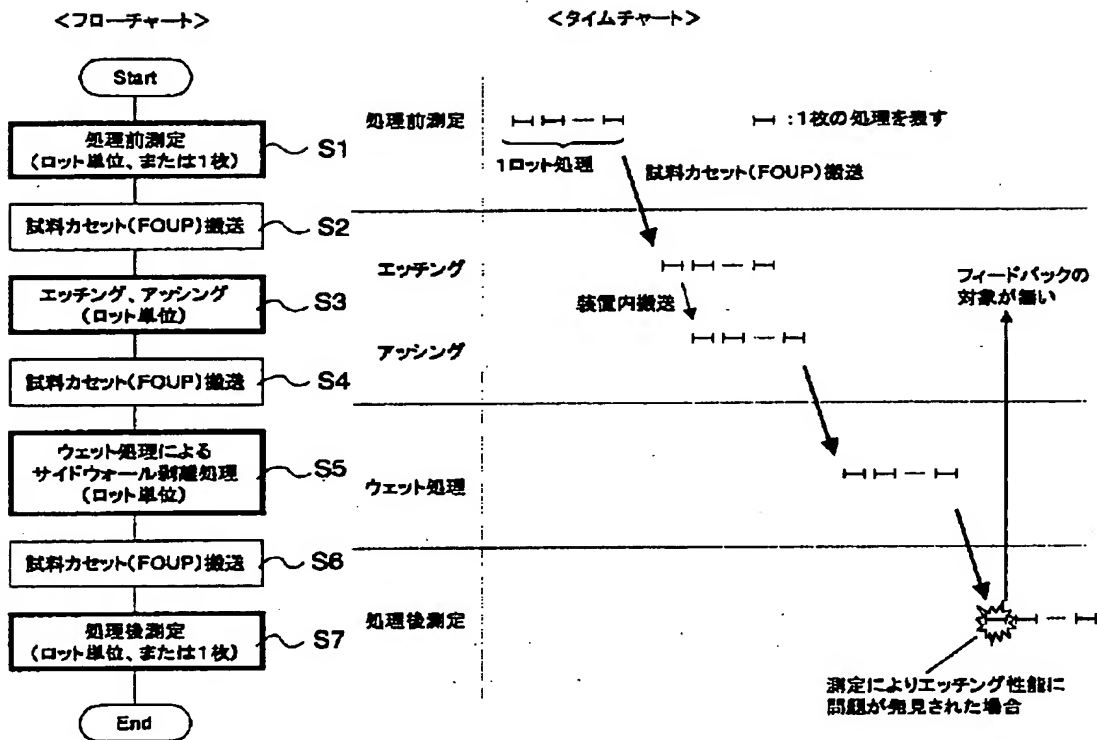 <フローチャート>
Start
処理前測定
(ロット単位、または1枚)
S1
試料カセット(FOUP)搬送
S2
エッチング、アッシング
(ロット単位)
S3
試料カセット(FOUP)搬送
S4
ウェット処理による
サイドウォール剥離処理
(ロット単位)
S5
試料カセット(FOUP)搬送
S6
処理後測定
(ロット単位、または1枚)
S7
End
<タイムチャート>
処理前測定
:1枚の処理を表す
1ロット処理
試料カセット(FOUP)搬送
エッチング
装置内搬送
フィードバックの
対象が無い
アッシング
ウェット処理
処理後測定
測定によりエッチング性能に
問題が発見された場合